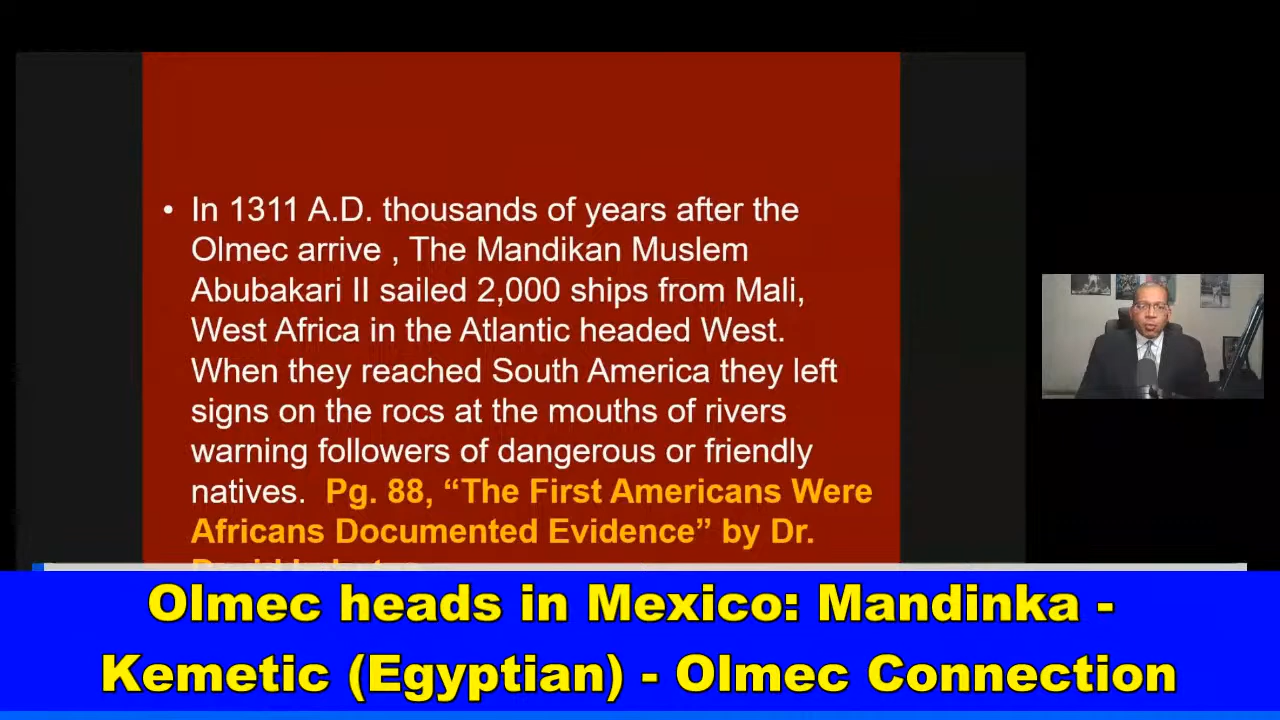 • In 1311 A.D. thousands of years after the
Olmec arrive , The Mandikan Muslem
Abubakari II sailed 2,000 ships from Mali,
West Africa in the Atlantic headed West.
When they reached South America they left
signs on the rocs at the mouths of rivers
warning followers of dangerous or friendly
natives. Pg. 88, “The First Americans Were
Africans Documented Evidence” by Dr.
Olmec heads in Mexico: Mandinka -
Kemetic (Egyptian) - Olmec Connection